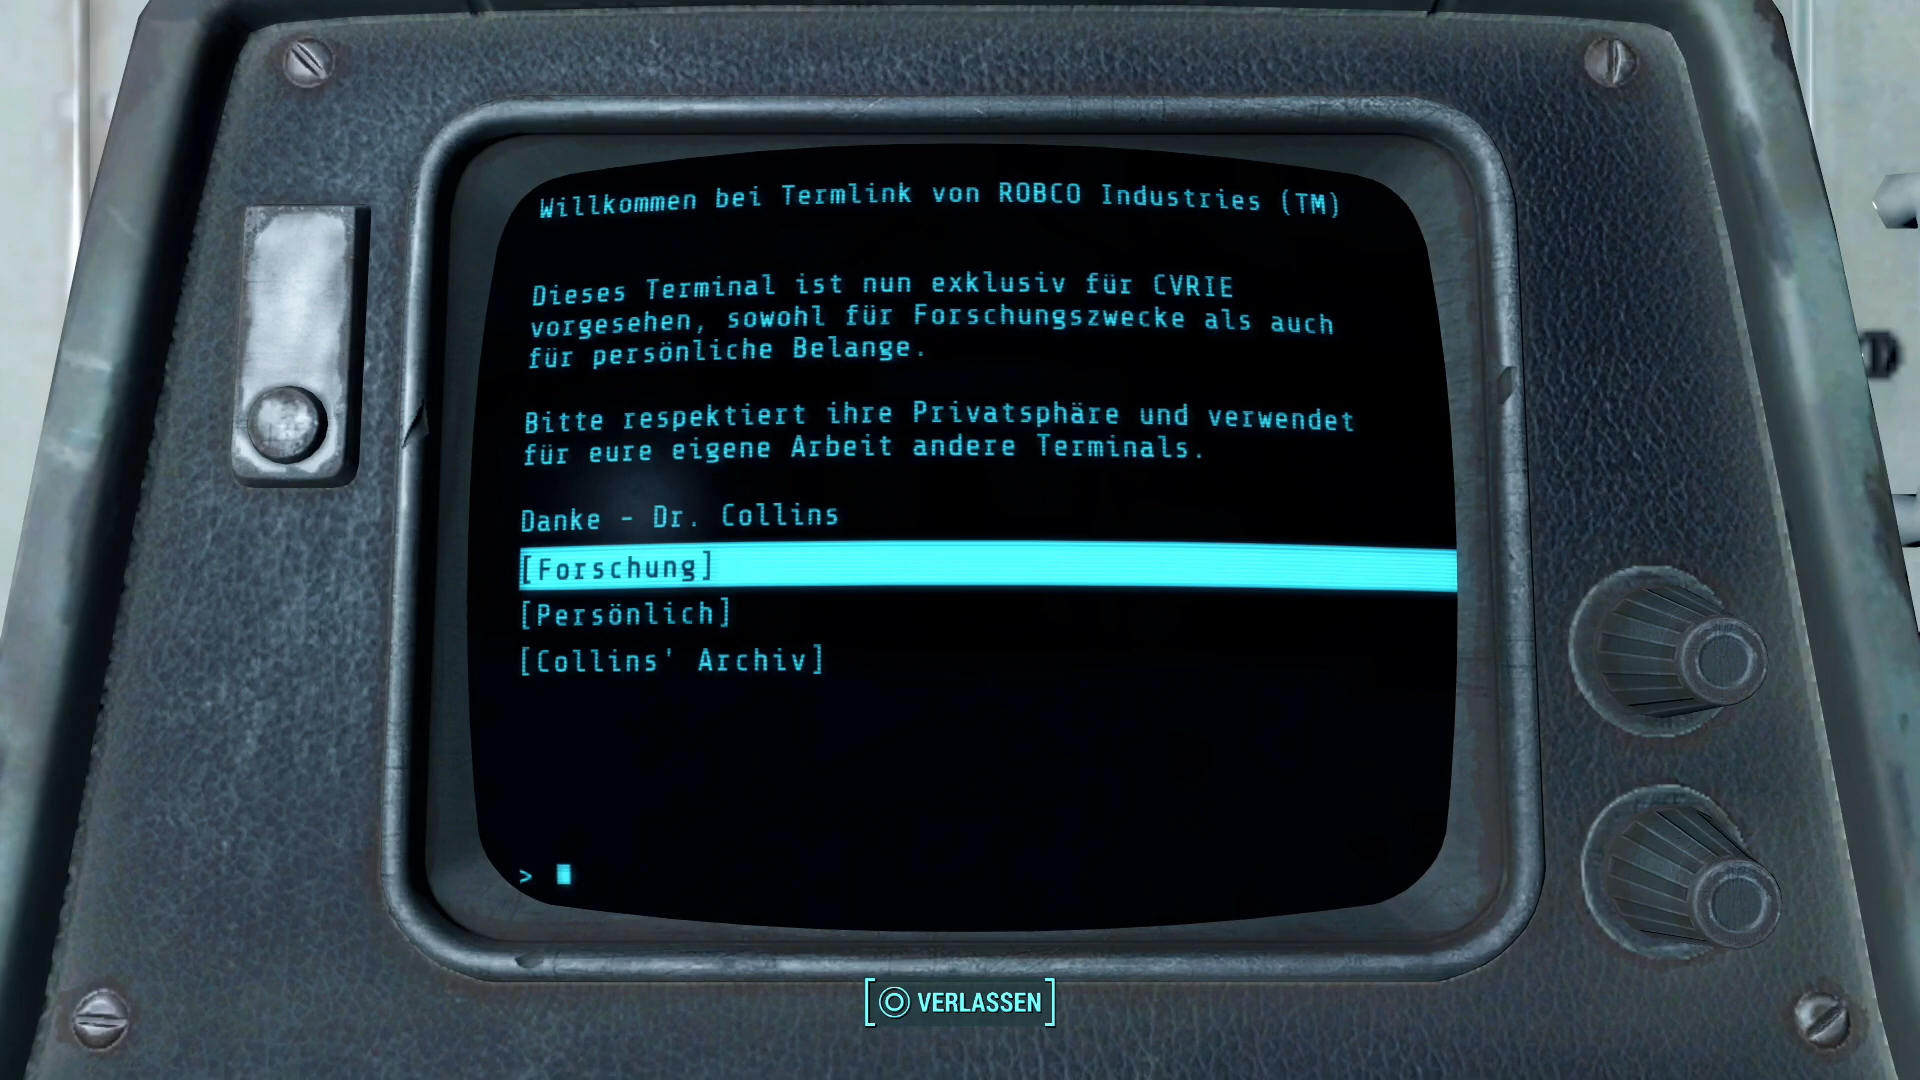 Willkommen bei Termlink von ROBCO Industries (TM)
Dieses Terminal ist nun exklusiv für CVRIE
vorgesehen, sowohl für Forschungszwecke als auch
für persönliche Belange.
Bitte respektiert ihre Privatsphäre und verwendet
für eure eigene Arbeit andere Terminals.
Danke - Dr. Collins
[Forschung]
[Persönlich]
[Collins' Archiv]
>
[VERLASSEN]